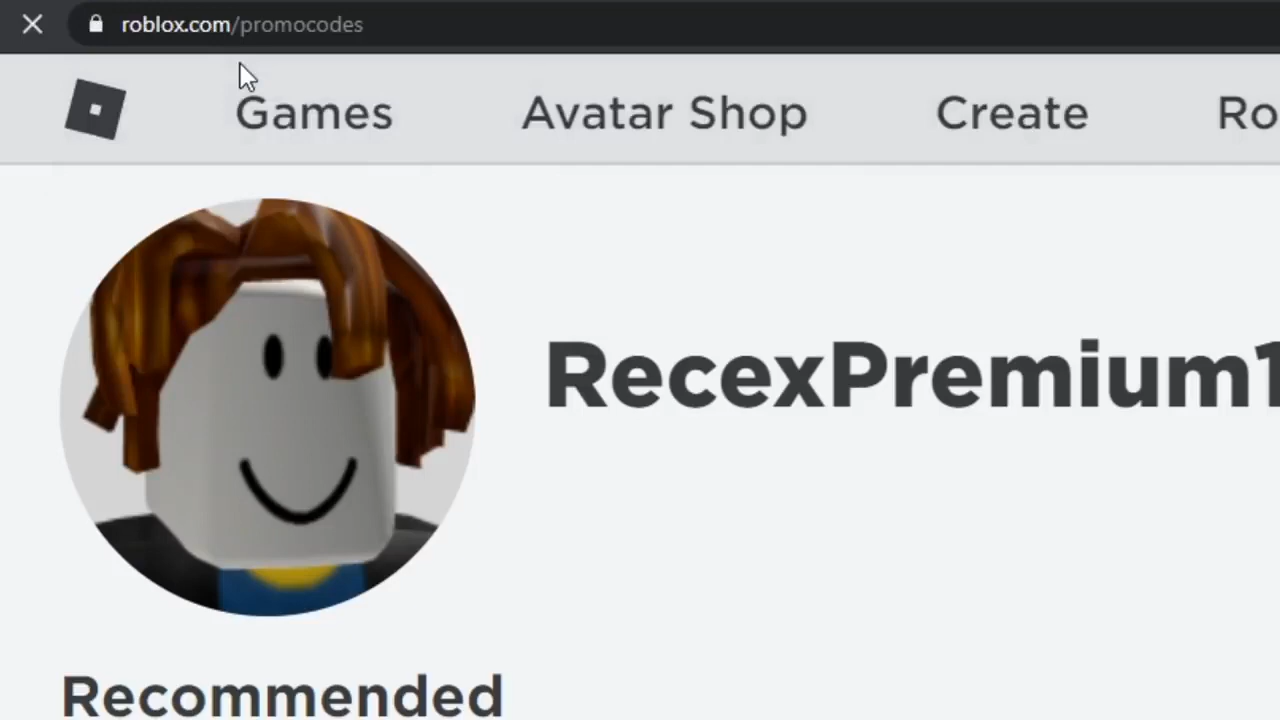 roblox.com/promocodes
Games Avatar Shop Create Ro
RecexPremium1
Recommended